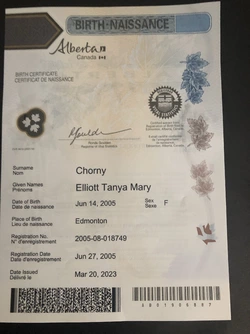 BIRTH·NAISSANCE
Alberta
Canada
BIRTH CERTIFICATE
CERTIFICAT DE NAISSANCE
Surname
Nom
Chorny
Given Names
Prénoms
Elliott Tanya Mary
Date of Birth
Date de naissance
Jun 14, 2005
Sex
Sexe
F
Place of Birth
Lieu de naissance
Edmonton
Registration No.
N° d'enregistrement
2005-08-018749
Registration Date
Date d'enregistrement
Jun 27, 2005
Date Issued
Délivré le
Mar 20, 2023